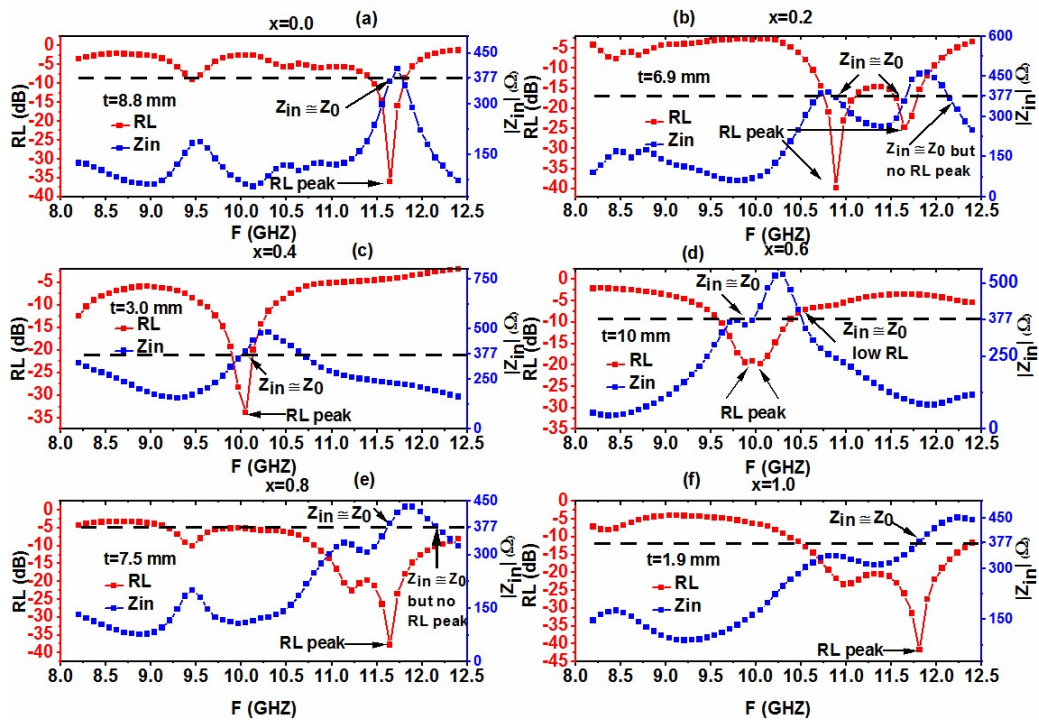 x=0.0
(a)
0
-5
-10
-15
-20
-25
-30
-35
-40
RL (dB)
t=8.8 mm
RL
Zin
Zin ≅ Z0
RL peak
450
377
300
150
|Zin|(Ω)
8.0 8.5 9.0 9.5 10.0 10.5 11.0 11.5 12.0 12.5
F (GHZ)
(b)
x=0.2
-5
-10
-15
-20
-25
-30
-35
-40
RL (dB)
t=6.9 mm
RL
Zin
Zin ≅ Z0
RL peak
Zin ≅ Z0 but
no RL peak
600
450
377
300
150
0
|Zin|(Ω)
8.0 8.5 9.0 9.5 10.0 10.5 11.0 11.5 12.0 12.5
F (GHZ)
x=0.4
(c)
-5
-10
-15
-20
-25
-30
-35
RL (dB)
t=3.0 mm
RL
Zin
Zin ≅ Z0
RL peak
750
500
377
250
0
|Zin|(Ω)
8.0 8.5 9.0 9.5 10.0 10.5 11.0 11.5 12.0 12.5
F (GHZ)
(d)
x=0.6
0
-5
-10
-15
-20
-25
-30
-35
RL (dB)
t=10 mm
RL
Zin
Zin ≅ Z0
Zin ≅ Z0
low RL
RL peak
500
377
250
0
|Zin|(Ω)
8.0 8.5 9.0 9.5 10.0 10.5 11.0 11.5 12.0 12.5
F (GHZ)
x=0.8
(e)
0
-5
-10
-15
-20
-25
-30
-35
-40
RL (dB)
t=7.5 mm
RL
Zin
Zin ≅ Z0
Zin ≅ Z0
but no
RL peak
RL peak
450
377
300
150
0
|Zin|(Ω)
8.0 8.5 9.0 9.5 10.0 10.5 11.0 11.5 12.0 12.5
F (GHZ)
x=1.0
(f)
0
-5
-10
-15
-20
-25
-30
-35
-40
-45
RL (dB)
t=1.9 mm
RL
Zin
Zin ≅ Z0
RL peak
450
377
300
150
|Zin|(Ω)
8.0 8.5 9.0 9.5 10.0 10.5 11.0 11.5 12.0 12.5
F (GHZ)